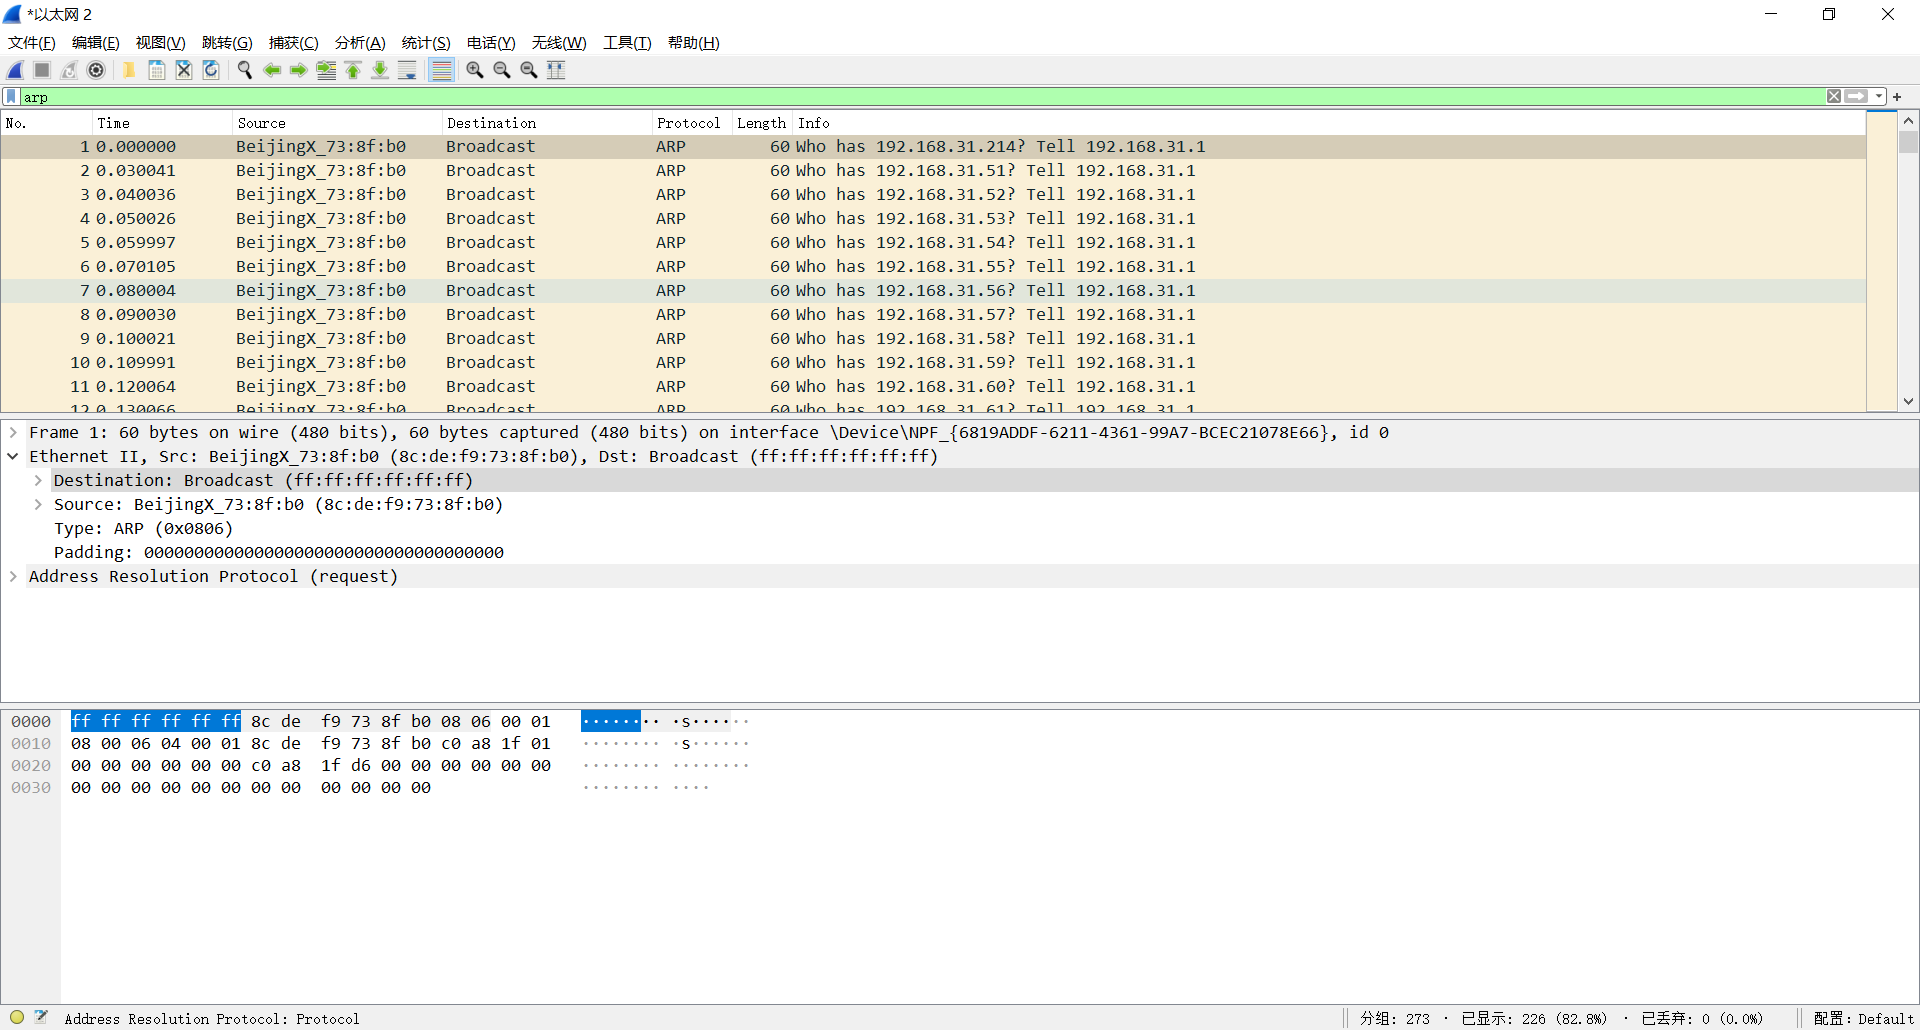 *以太网 2
文件(F) 编辑(E) 视图(V) 跳转(G) 捕获(C) 分析(A) 统计(S) 电话(Y) 无线(W) 工具(T) 帮助(H)
arp
No. Time Source Destination Protocol Length Info
1 0.000000 BeijingX_73:8f:b0 Broadcast ARP 60 Who has 192.168.31.214? Tell 192.168.31.1
2 0.030041 BeijingX_73:8f:b0 Broadcast ARP 60 Who has 192.168.31.51? Tell 192.168.31.1
3 0.040036 BeijingX_73:8f:b0 Broadcast ARP 60 Who has 192.168.31.52? Tell 192.168.31.1
4 0.050026 BeijingX_73:8f:b0 Broadcast ARP 60 Who has 192.168.31.53? Tell 192.168.31.1
5 0.059997 BeijingX_73:8f:b0 Broadcast ARP 60 Who has 192.168.31.54? Tell 192.168.31.1
6 0.070105 BeijingX_73:8f:b0 Broadcast ARP 60 Who has 192.168.31.55? Tell 192.168.31.1
7 0.080004 BeijingX_73:8f:b0 Broadcast ARP 60 Who has 192.168.31.56? Tell 192.168.31.1
8 0.090030 BeijingX_73:8f:b0 Broadcast ARP 60 Who has 192.168.31.57? Tell 192.168.31.1
9 0.100021 BeijingX_73:8f:b0 Broadcast ARP 60 Who has 192.168.31.58? Tell 192.168.31.1
10 0.109991 BeijingX_73:8f:b0 Broadcast ARP 60 Who has 192.168.31.59? Tell 192.168.31.1
11 0.120064 BeijingX_73:8f:b0 Broadcast ARP 60 Who has 192.168.31.60? Tell 192.168.31.1
12 0.130066 BeijingX_73:8f:b0 Broadcast ARP 60 Who has 192.168.31.61? Tell 192.168.31.1
Frame 1: 60 bytes on wire (480 bits), 60 bytes captured (480 bits) on interface \Device\NPF_{6819ADDF-6211-4361-99A7-BCEC21078E66}, id 0
Ethernet II, Src: BeijingX_73:8f:b0 (8c:de:f9:73:8f:b0), Dst: Broadcast (ff:ff:ff:ff:ff:ff)
Destination: Broadcast (ff:ff:ff:ff:ff:ff)
Source: BeijingX_73:8f:b0 (8c:de:f9:73:8f:b0)
Type: ARP (0x0806)
Padding: 000000000000000000000000000000000000
Address Resolution Protocol (request)
0000 ff ff ff ff ff ff 8c de f9 73 8f b0 08 06 00 01 ········ ·s······
0010 08 00 06 04 00 01 8c de f9 73 8f b0 c0 a8 1f 01 ········ ·s······
0020 00 00 00 00 00 00 c0 a8 1f d6 00 00 00 00 00 00 ········ ········
0030 00 00 00 00 00 00 00 00 00 00 00 00 ········ ····
Address Resolution Protocol: Protocol 分组: 273 · 已显示: 226 (82.8%) · 已丢弃: 0 (0.0%) 配置: Default